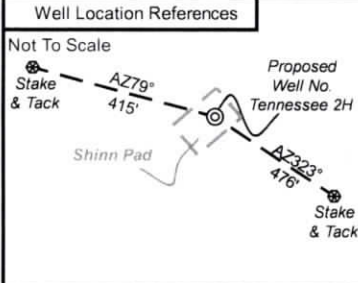 Well Location References
Not To Scale
Stake
& Tack
AZ79°
415'
Proposed
Well No.
Tennessee 2H
Shinn Pad
AZ323°
476'
Stake
& Tack